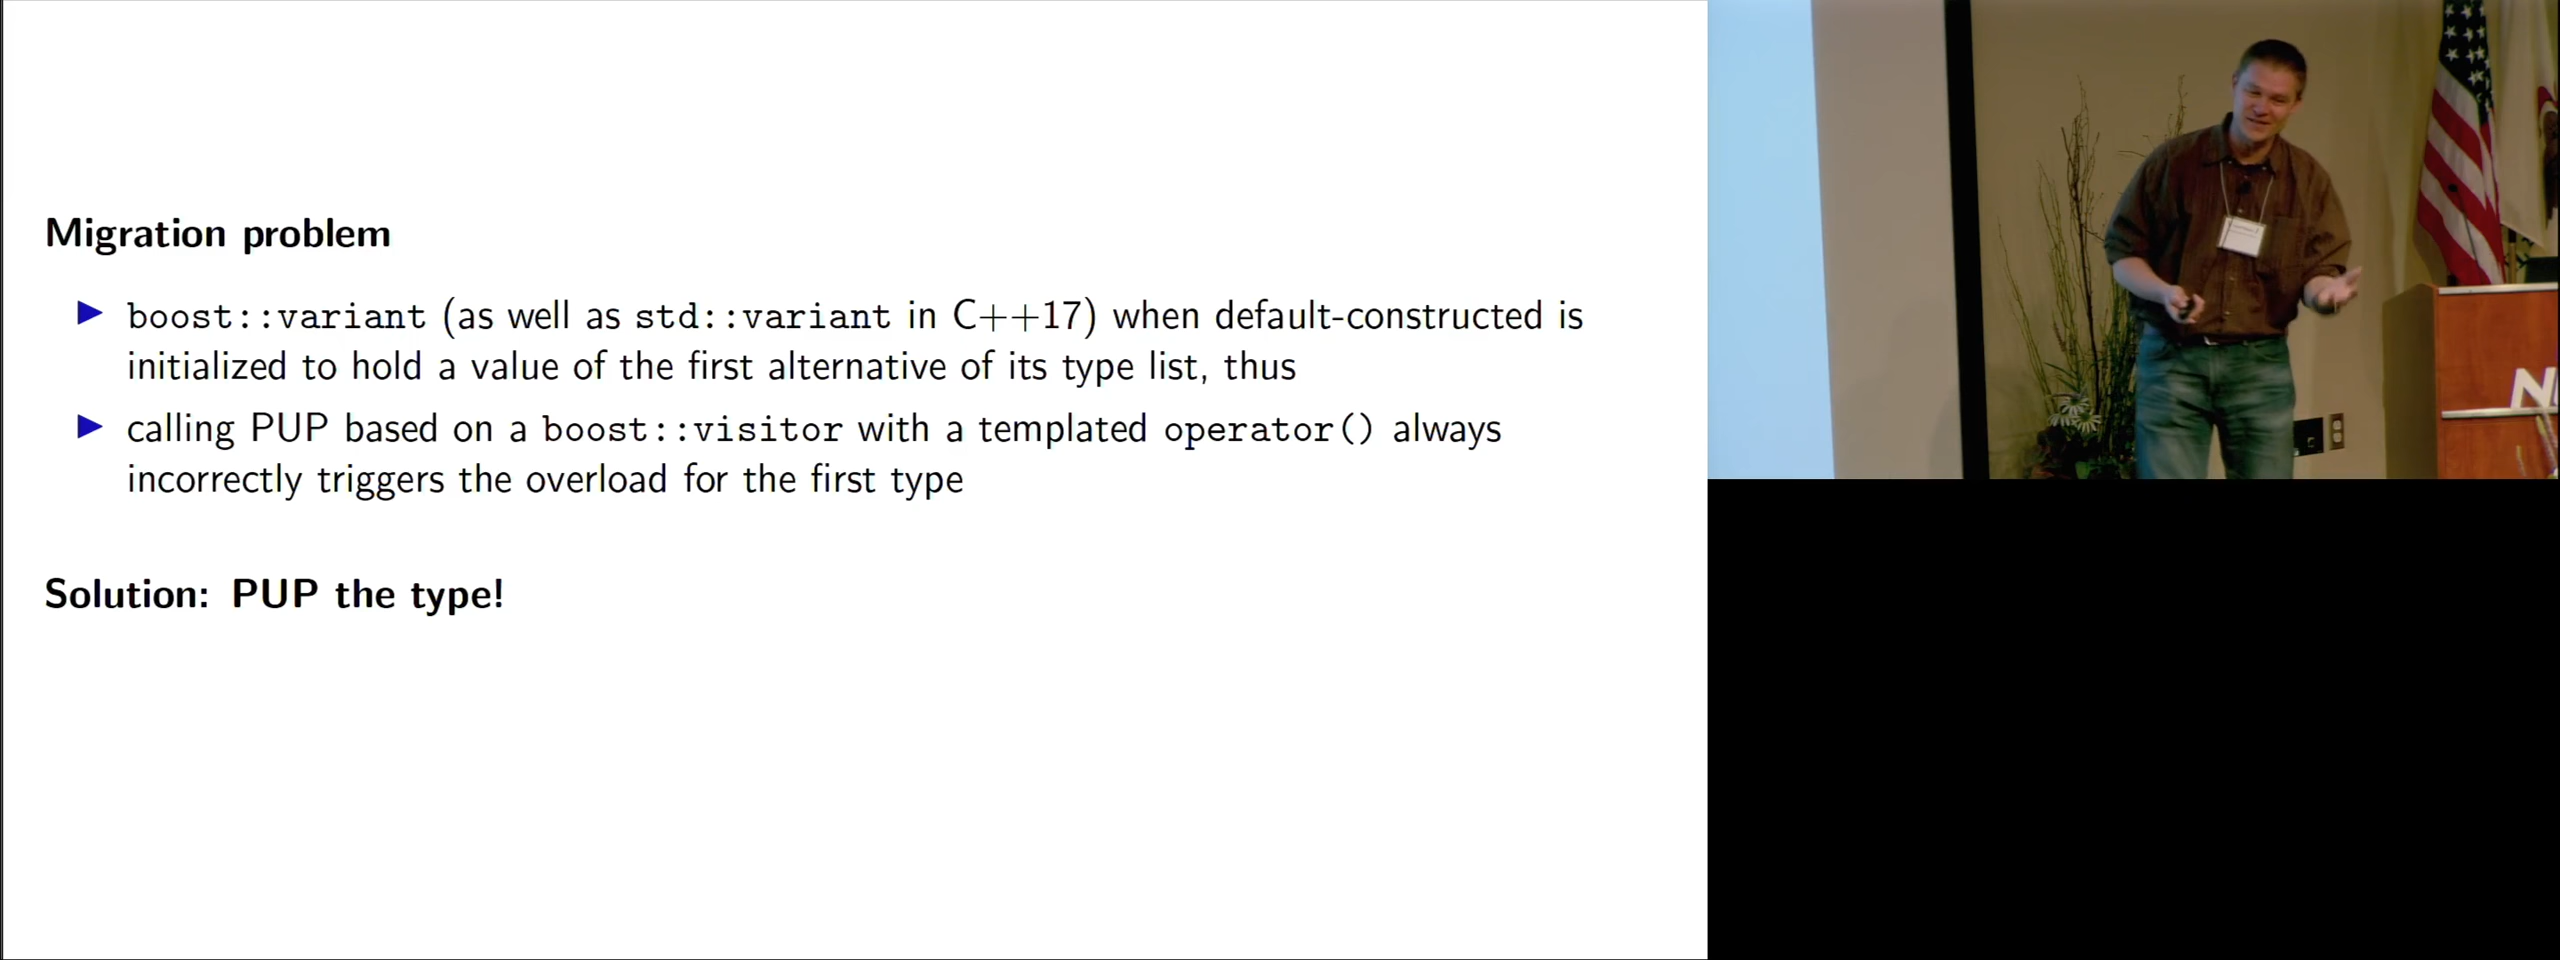 Migration problem
▶ boost::variant (as well as std::variant in C++17) when default-constructed is
initialized to hold a value of the first alternative of its type list, thus
▶ calling PUP based on a boost::visitor with a templated operator() always
incorrectly triggers the overload for the first type
Solution: PUP the type!